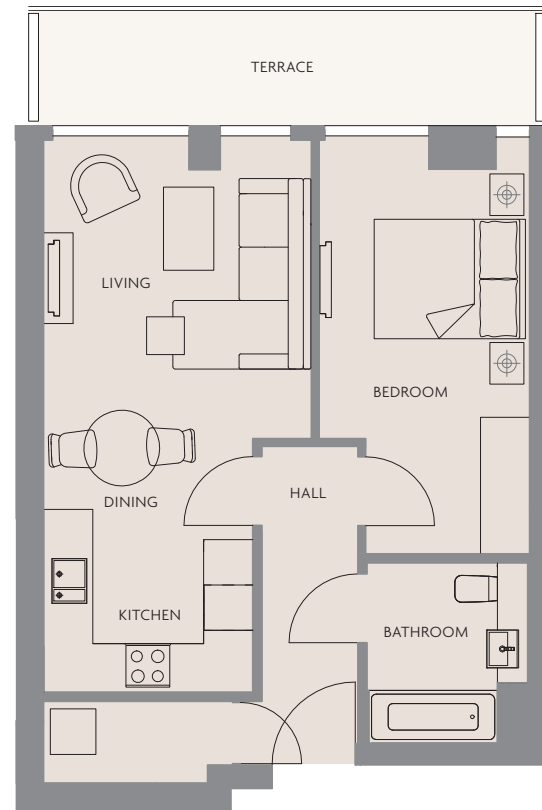 TERRACE
LIVING
BEDROOM
HALL
DINING
KITCHEN
BATHROOM